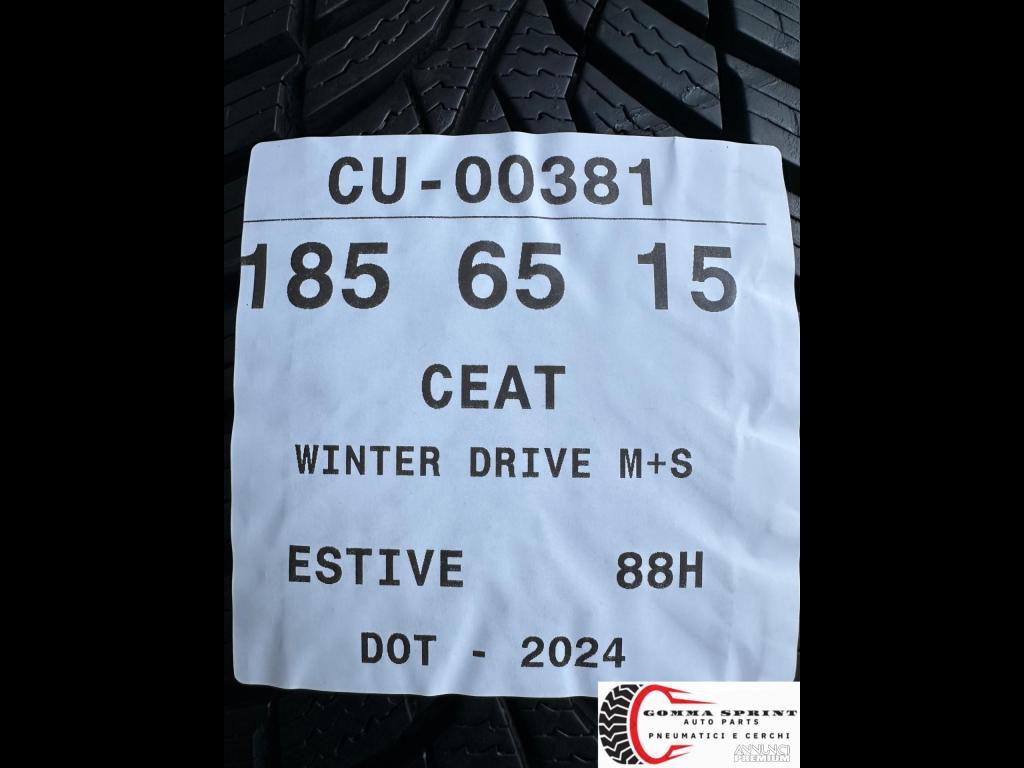 CU-00381
185 65 15
CEAT
WINTER DRIVE M+S
ESTIVE 88H
DOT - 2024
GOMMA SPRINT
AUTO PARTS
PNEUMATICI E CERCHI
ANNUNCI
PREMIUM